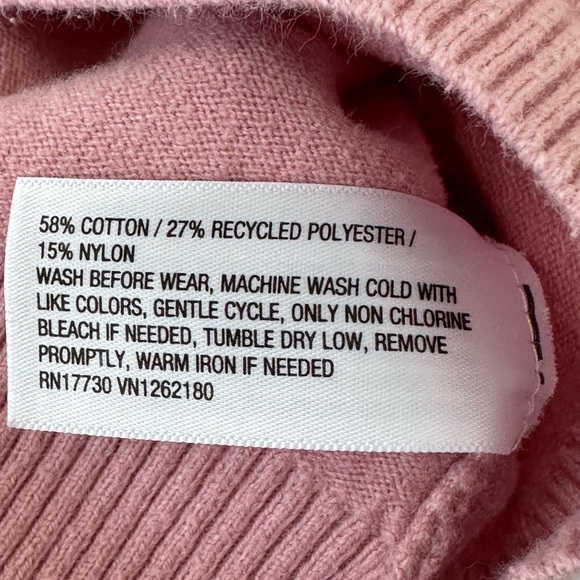 58% COTTON / 27% RECYCLED POLYESTER /
15% NYLON
WASH BEFORE WEAR, MACHINE WASH COLD WITH
LIKE COLORS, GENTLE CYCLE, ONLY NON CHLORINE
BLEACH IF NEEDED, TUMBLE DRY LOW, REMOVE
PROMPTLY, WARM IRON IF NEEDED
RN17730 VN1262180